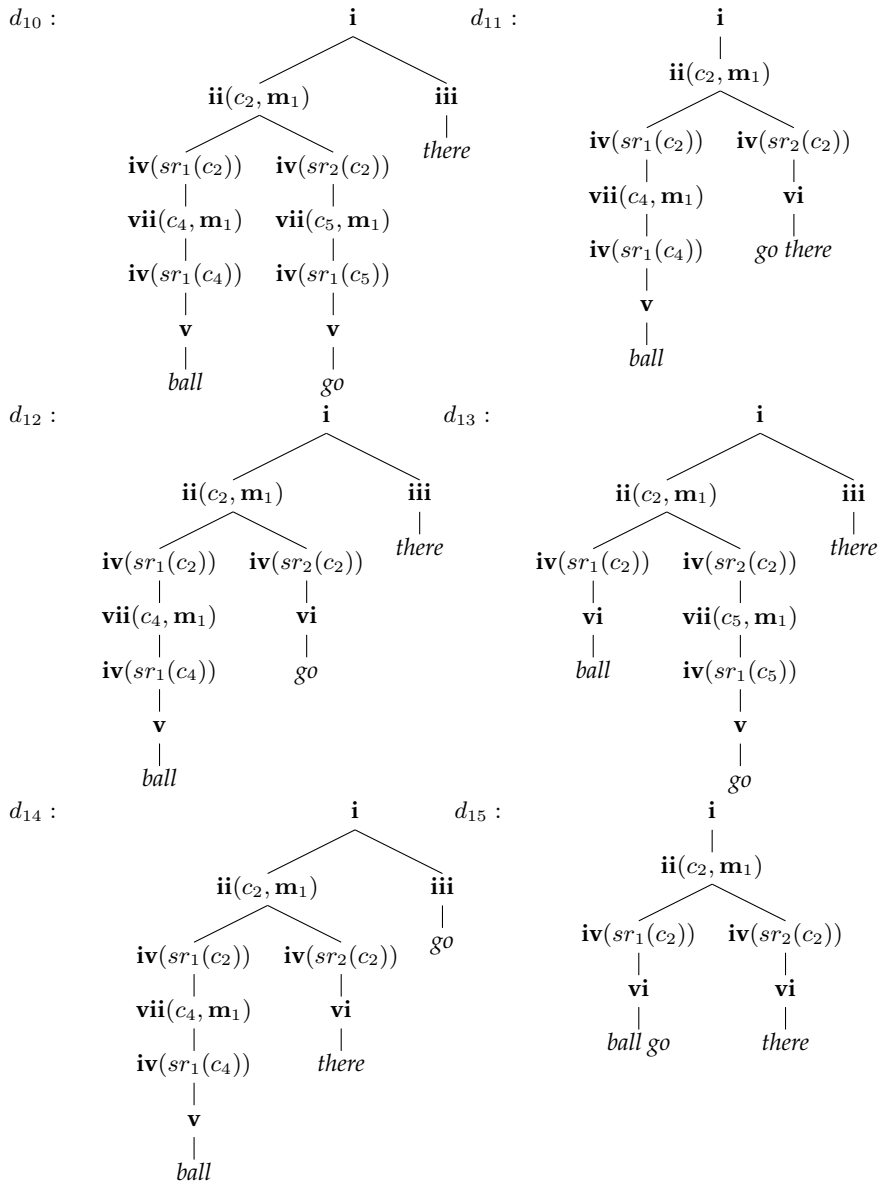 d₁₀ : i d₁₁ : i
ii(c₂, m₁) iii ii(c₂, m₁)
there
iv(sr₁(c₂)) iv(sr₂(c₂)) iv(sr₁(c₂)) iv(sr₂(c₂))
vii(c₄, m₁) vii(c₅, m₁) vii(c₄, m₁) vi
iv(sr₁(c₄)) iv(sr₁(c₅)) iv(sr₁(c₄)) go there
v v v
ball go ball
d₁₂ : i d₁₃ : i
ii(c₂, m₁) iii ii(c₂, m₁) iii
there there
iv(sr₁(c₂)) iv(sr₂(c₂)) iv(sr₁(c₂)) iv(sr₂(c₂))
vii(c₄, m₁) vi vi vii(c₅, m₁)
iv(sr₁(c₄)) go ball iv(sr₁(c₅))
v v
ball go
d₁₄ : i d₁₅ : i
ii(c₂, m₁) iii ii(c₂, m₁)
go
iv(sr₁(c₂)) iv(sr₂(c₂)) iv(sr₁(c₂)) iv(sr₂(c₂))
vii(c₄, m₁) vi vi vi
iv(sr₁(c₄)) there ball go there
v
ball